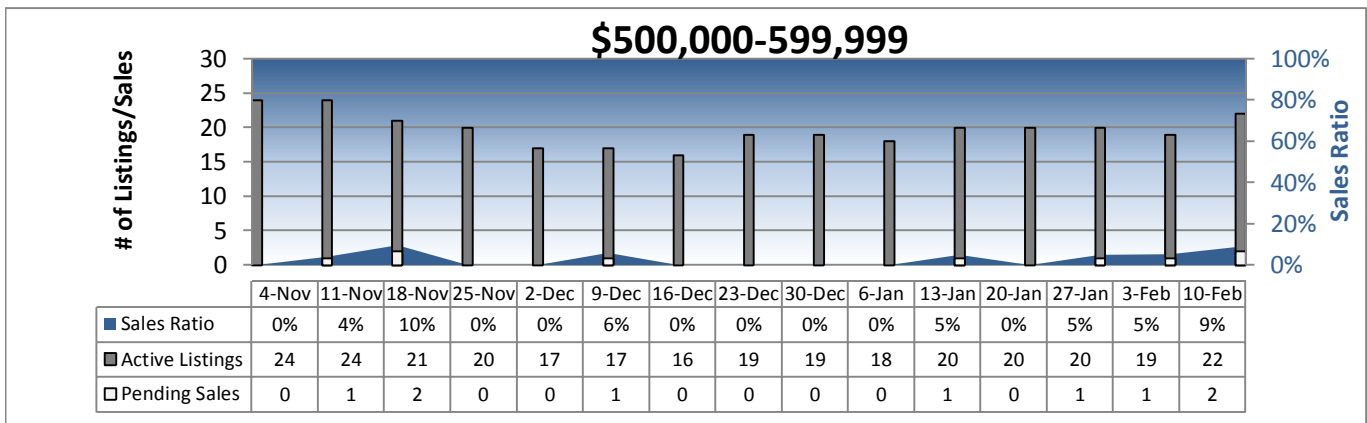 $500,000-599,999
# of Listings/Sales
30
25
20
15
10
5
0
100%
80%
60%
40%
20%
0%
Sales Ratio
4-Nov 11-Nov 18-Nov 25-Nov 2-Dec 9-Dec 16-Dec 23-Dec 30-Dec 6-Jan 13-Jan 20-Jan 27-Jan 3-Feb 10-Feb
Sales Ratio 0% 4% 10% 0% 0% 6% 0% 0% 0% 0% 5% 0% 5% 5% 9%
Active Listings 24 24 21 20 17 17 16 19 19 18 20 20 20 19 22
Pending Sales 0 1 2 0 0 1 0 0 0 0 1 0 1 1 2